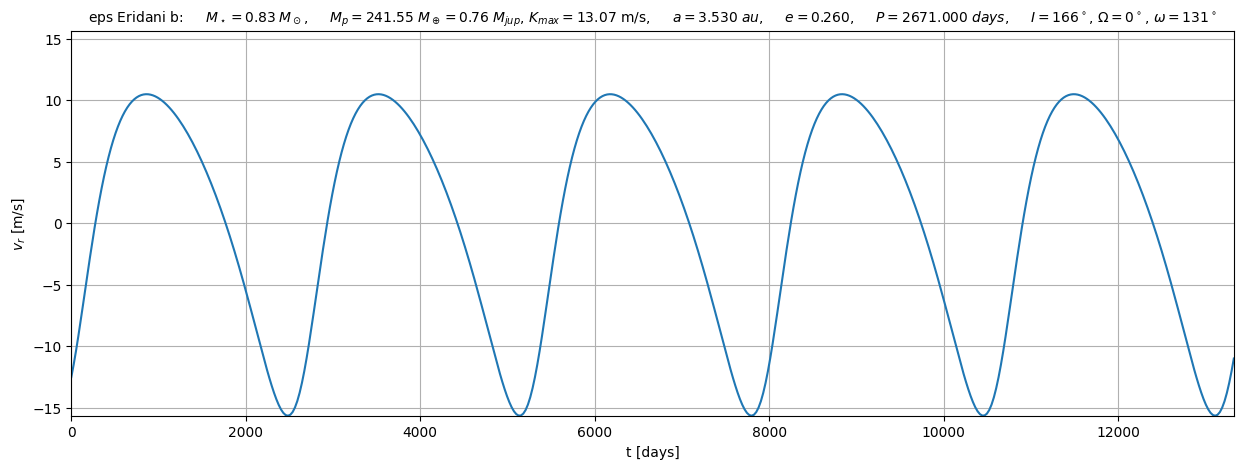 eps Eridani b: M⋆ = 0.83 M⊙, Mp = 241.55 M⊕ = 0.76 Mjup, Kmax = 13.07 m/s, a = 3.530 au, e = 0.260, P = 2671.000 days, I = 166°, Ω = 0°, ω = 131°
15
10
5
0
−5
−10
−15
vr [m/s]
0 2000 4000 6000 8000 10000 12000
t [days]